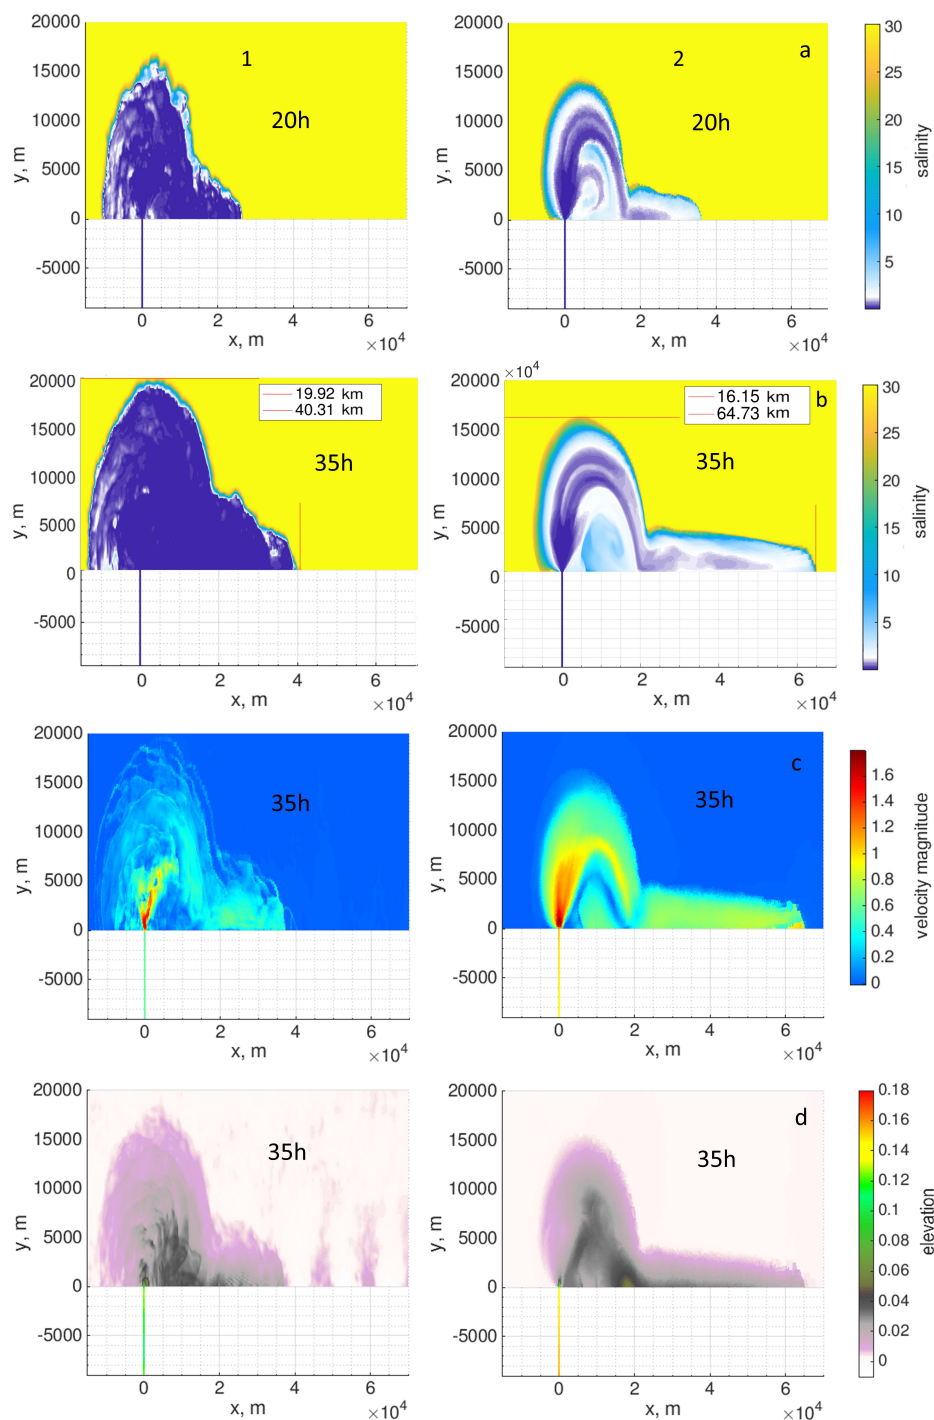 20000
15000
10000
5000
0
-5000
y, m
1
20h
0 2 4 6
x, m
×10⁴
20000
15000
10000
5000
0
-5000
y, m
2
a
20h
0 2 4 6
x, m
×10⁴
30
25
20
15
10
5
salinity
20000
15000
10000
5000
0
-5000
y, m
19.92 km
40.31 km
35h
0 2 4 6
x, m
×10⁴
×10⁴
20000
15000
10000
5000
0
-5000
y, m
16.15 km
64.73 km
b
35h
0 2 4 6
x, m
×10⁴
30
25
20
15
10
5
salinity
20000
15000
10000
5000
0
-5000
y, m
35h
0 2 4 6
x, m
×10⁴
20000
15000
10000
5000
0
-5000
y, m
c
35h
0 2 4 6
x, m
×10⁴
1.6
1.4
1.2
1
0.8
0.6
0.4
0.2
0
velocity magnitude
20000
15000
10000
5000
0
-5000
y, m
35h
0 2 4 6
x, m
×10⁴
20000
15000
10000
5000
0
-5000
y, m
d
35h
0 2 4 6
x, m
×10⁴
0.18
0.16
0.14
0.12
0.1
0.08
0.06
0.04
0.02
0
elevation